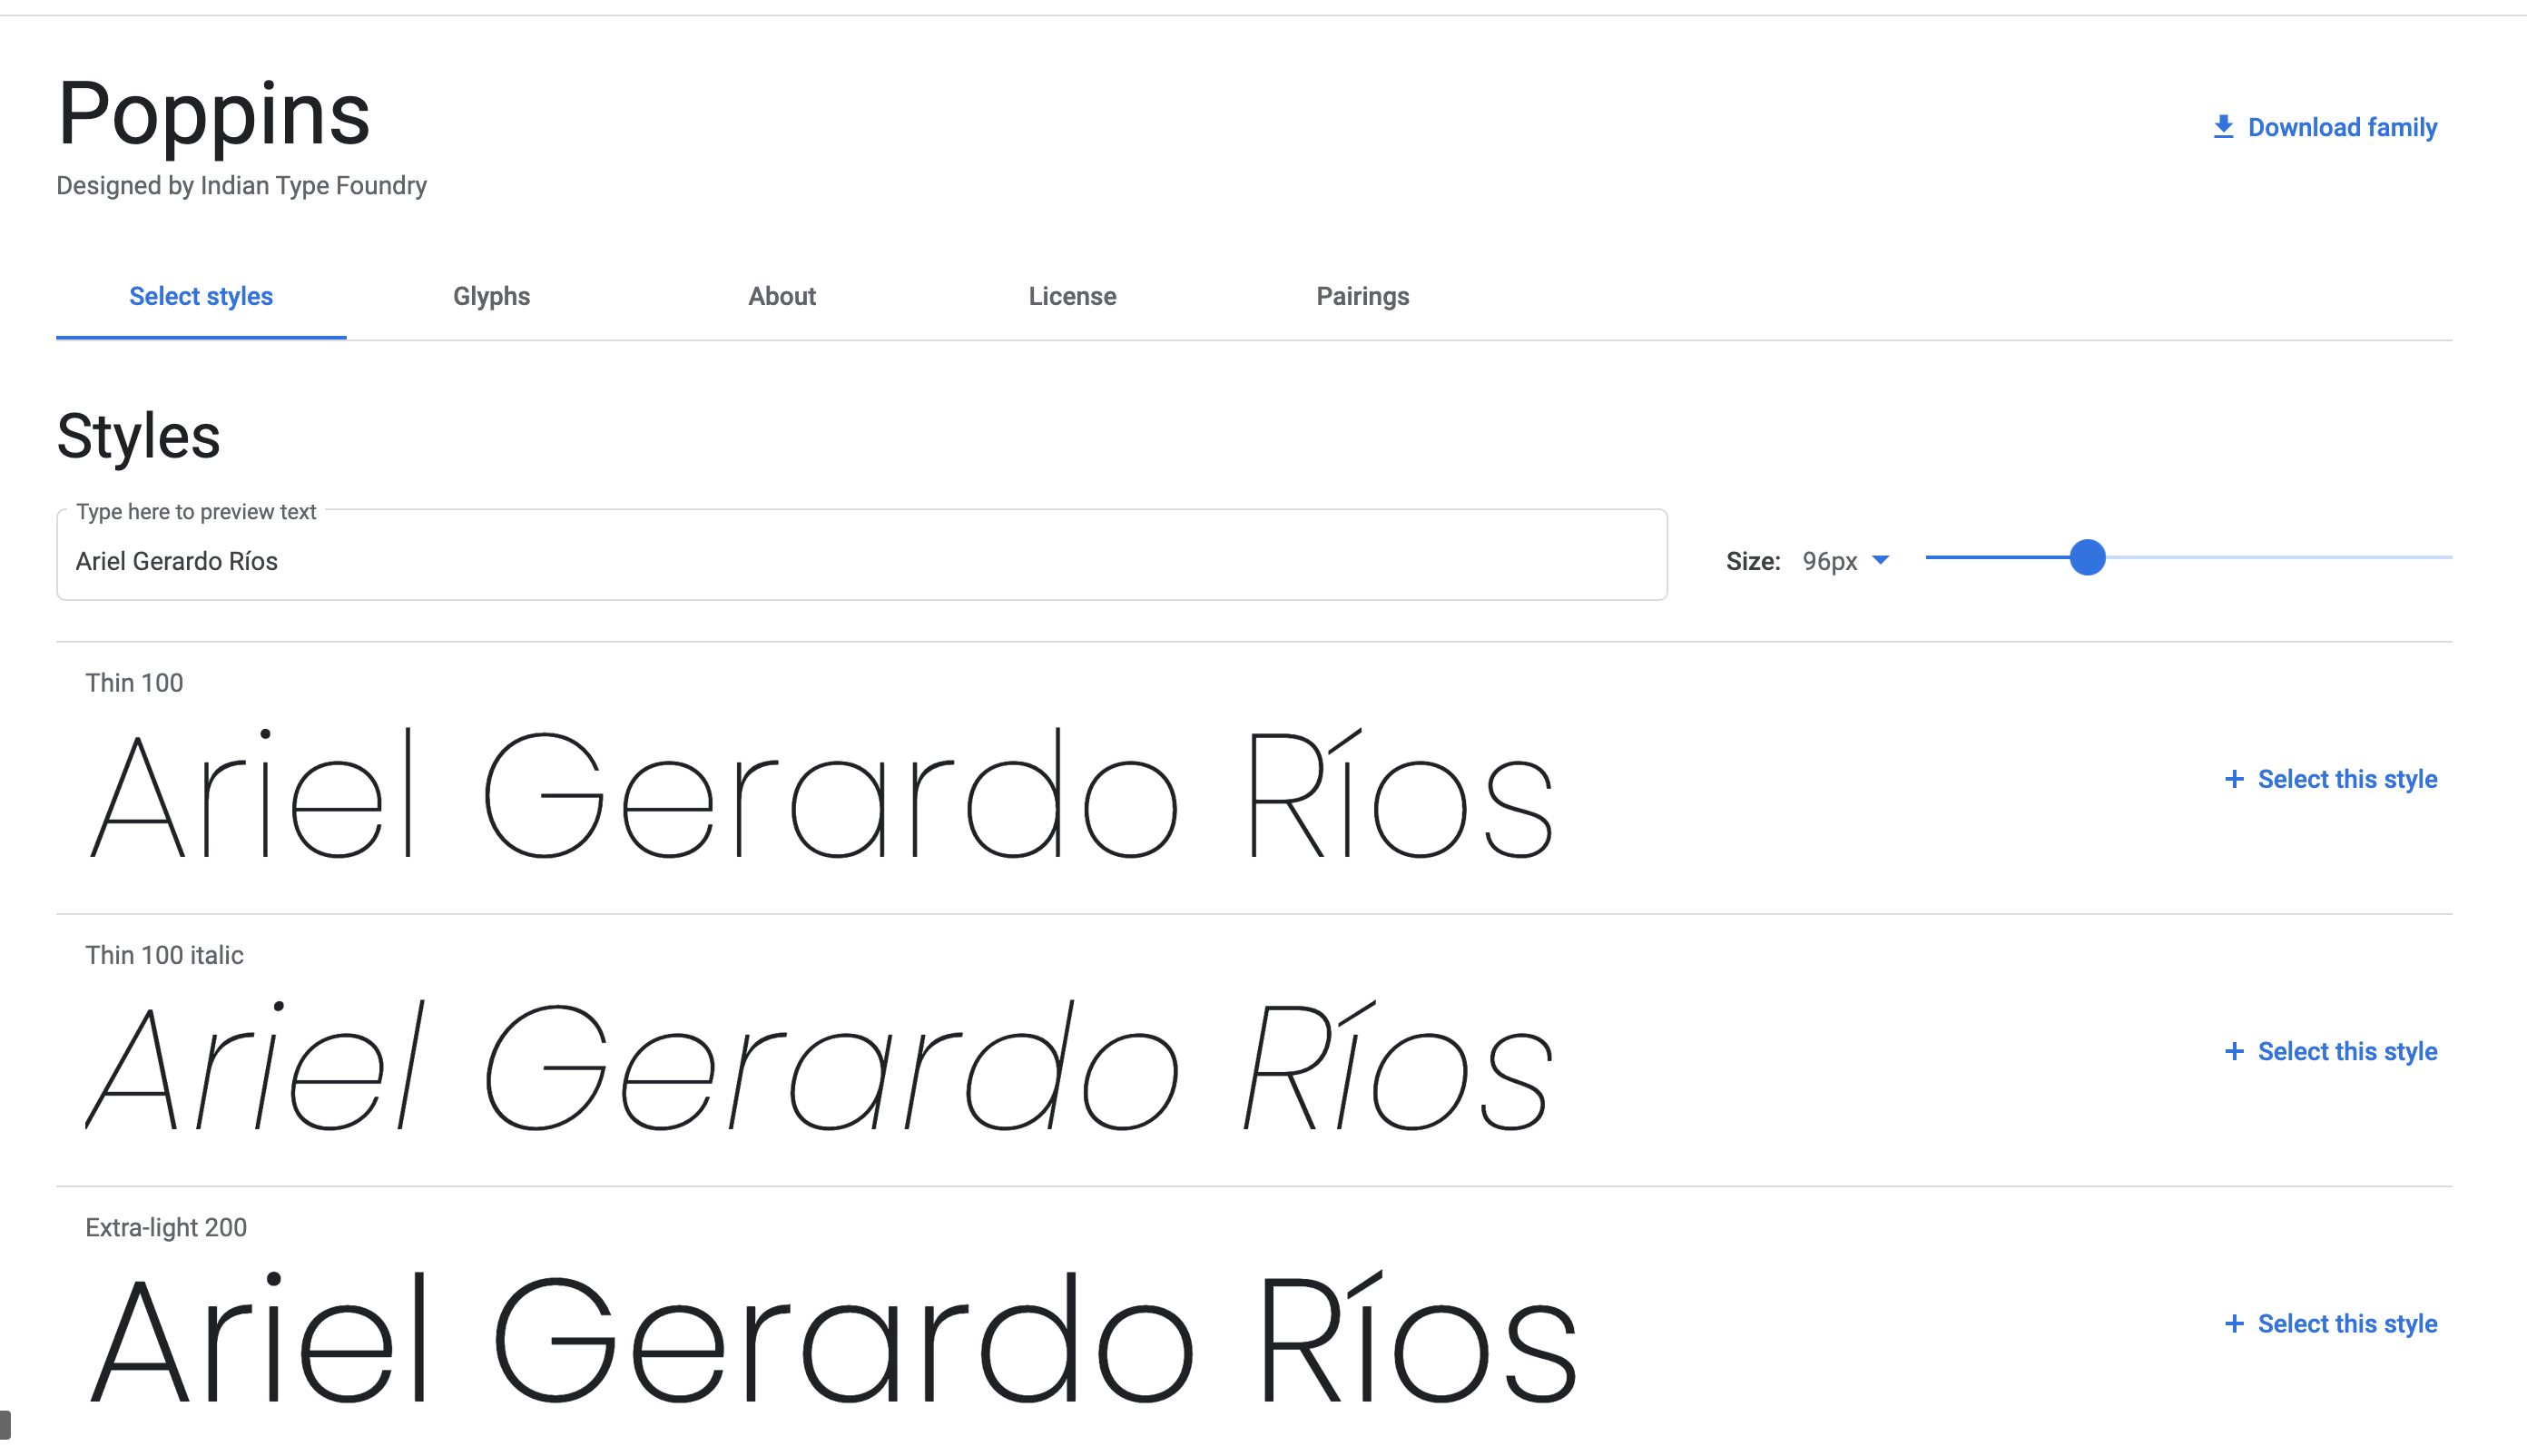 Poppins
Download family
Designed by Indian Type Foundry
Select styles Glyphs About License Pairings
Styles
Type here to preview text
Ariel Gerardo Ríos
Size: 96px
Thin 100
Ariel Gerardo Ríos
+ Select this style
Thin 100 italic
Ariel Gerardo Ríos
+ Select this style
Extra-light 200
Ariel Gerardo Ríos
+ Select this style